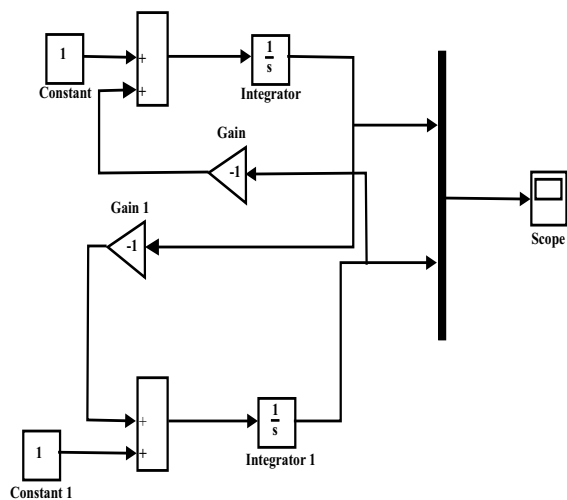 1
Constant
+
+
1
s
Integrator
Gain
-1
Gain 1
-1
Scope
+
+
1
s
Integrator 1
1
Constant 1